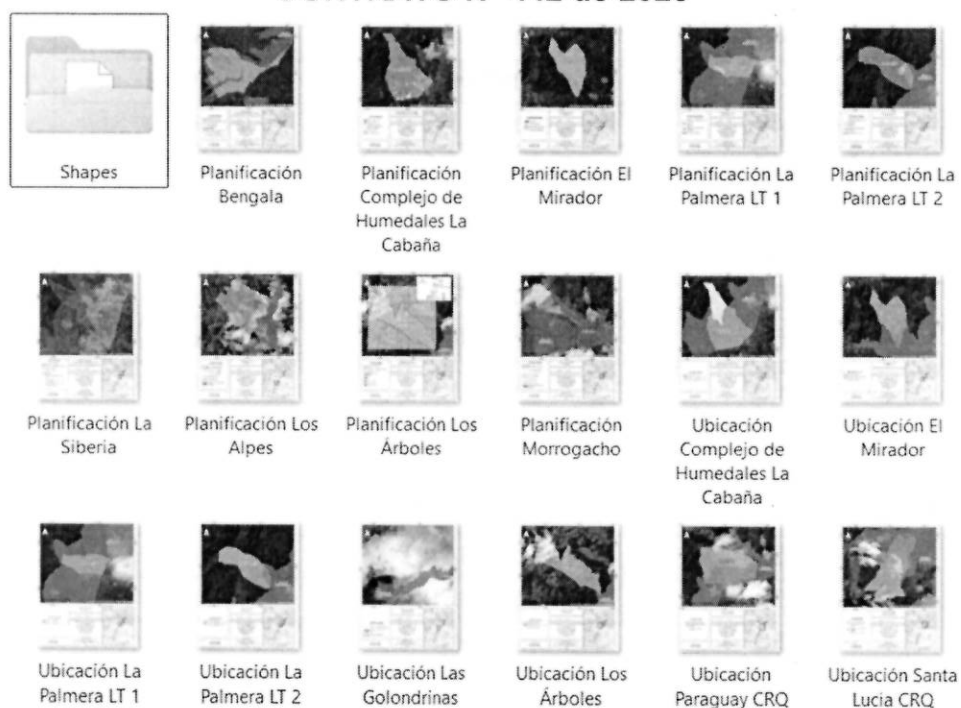 Shapes
Planificación
Bengala
Planificación
Complejo de
Humedales La
Cabaña
Planificación El
Mirador
Planificación La
Palmera LT 1
Planificación La
Palmera LT 2
Planificación La
Siberia
Planificación Los
Alpes
Planificación Los
Árboles
Planificación
Morrogacho
Ubicación
Complejo de
Humedales La
Cabaña
Ubicación El
Mirador
Ubicación La
Palmera LT 1
Ubicación La
Palmera LT 2
Ubicación Las
Golondrinas
Ubicación Los
Árboles
Ubicación
Paraguay CRQ
Ubicación Santa
Lucia CRQ